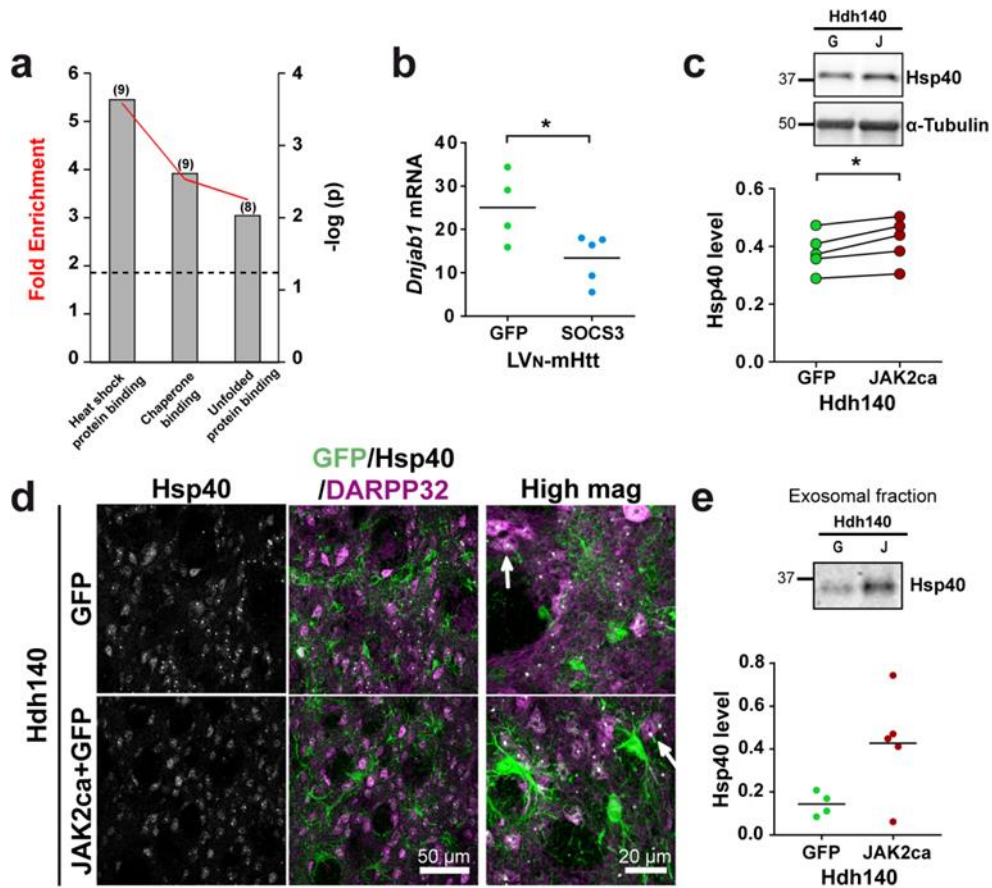 a
6
5
4
3
2
1
0
Fold Enrichment
(9)
(9)
(8)
4
3
2
1
0
-log (p)
Heat shock
protein binding
Chaperone
binding
Unfolded
protein binding
b
*
40
30
20
10
0
Dnjab1 mRNA
GFP SOCS3
LVN-mHtt
c
Hdh140
G J
37 Hsp40
50 α-Tubulin
*
0.6
0.4
0.2
0.0
Hsp40 level
GFP JAK2ca
Hdh140
d
Hsp40
GFP/Hsp40
/DARPP32
High mag
Hdh140
GFP
JAK2ca+GFP
50 µm
20 µm
e
Exosomal fraction
Hdh140
G J
37 Hsp40
0.8
0.6
0.4
0.2
0.0
Hsp40 level
GFP JAK2ca
Hdh140